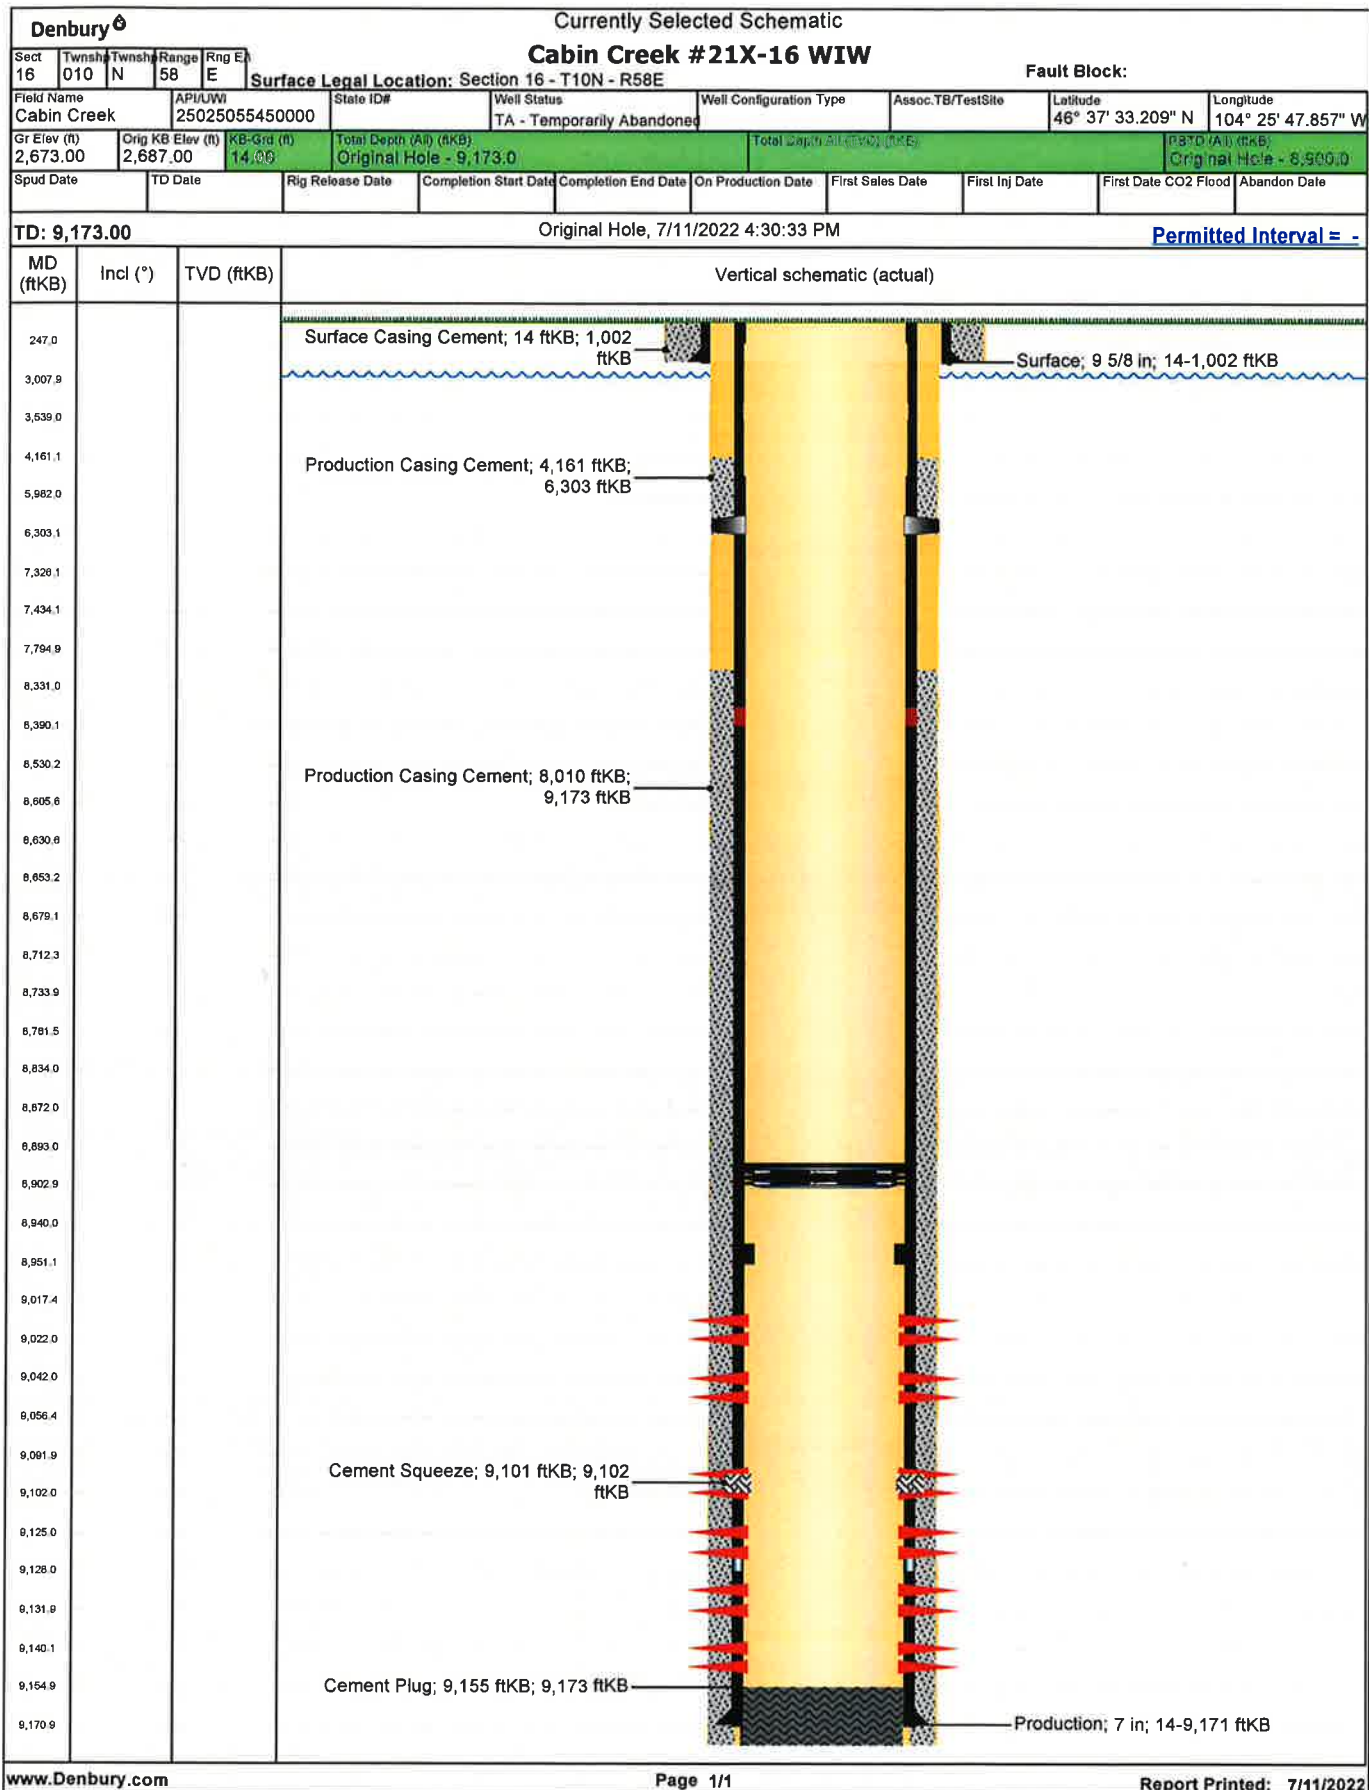 Denbury
Currently Selected Schematic
Cabin Creek #21X-16 WIW
Sect Twnshp Twnshp Range Rng E/
16 010 N 58 E
Surface Legal Location: Section 16 - T10N - R58E
Fault Block:
Field Name API/UWI State ID# Well Status Well Configuration Type Assoc.TB/TestSite Latitude Longitude
Cabin Creek 25025055450000 TA - Temporarily Abandoned 46° 37' 33.209" N 104° 25' 47.857" W
Gr Elev (ft) Orig KB Elev (ft) KB-Grd (ft) Total Depth (All) (ftKB) Total Depth All (TVD) (ftKB) PBTD (All) (ftKB)
2,673.00 2,687.00 14.00 Original Hole - 9,173.0 Original Hole - 8,900.0
Spud Date TD Date Rig Release Date Completion Start Date Completion End Date On Production Date First Sales Date First Inj Date First Date CO2 Flood Abandon Date
TD: 9,173.00 Original Hole, 7/11/2022 4:30:33 PM Permitted Interval = -
MD
(ftKB)
Incl (°) TVD (ftKB) Vertical schematic (actual)
Surface Casing Cement; 14 ftKB; 1,002
ftKB
247.0
Surface; 9 5/8 in; 14-1,002 ftKB
3,007.9
3,539.0
4,161.1
Production Casing Cement; 4,161 ftKB;
6,303 ftKB
5,982.0
6,303.1
7,328.1
7,434.1
7,794.9
8,331.0
8,390.1
8,530.2
Production Casing Cement; 8,010 ftKB;
9,173 ftKB
8,605.6
8,630.6
8,653.2
8,679.1
8,712.3
8,733.9
8,781.5
8,834.0
8,872.0
8,893.0
8,902.9
8,940.0
8,951.1
9,017.4
9,022.0
9,042.0
9,056.4
9,091.9
Cement Squeeze; 9,101 ftKB; 9,102
ftKB
9,102.0
9,125.0
9,128.0
9,131.9
9,140.1
9,154.9 Cement Plug; 9,155 ftKB; 9,173 ftKB
9,170.9 Production; 7 in; 14-9,171 ftKB
www.Denbury.com Page 1/1 Report Printed: 7/11/2022